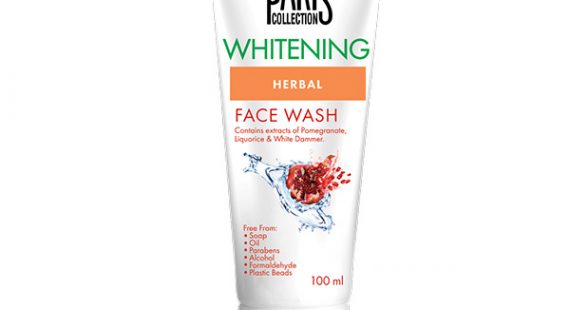 PARIS
COLLECTION
WHITENING
HERBAL
FACE WASH
Contains extracts of Pomegranate,
Liquorice & White Dammer.
Free From:
• Soap
• Oil
• Parabens
• Alcohol
• Formaldehyde
• Plastic Beads
100 ml